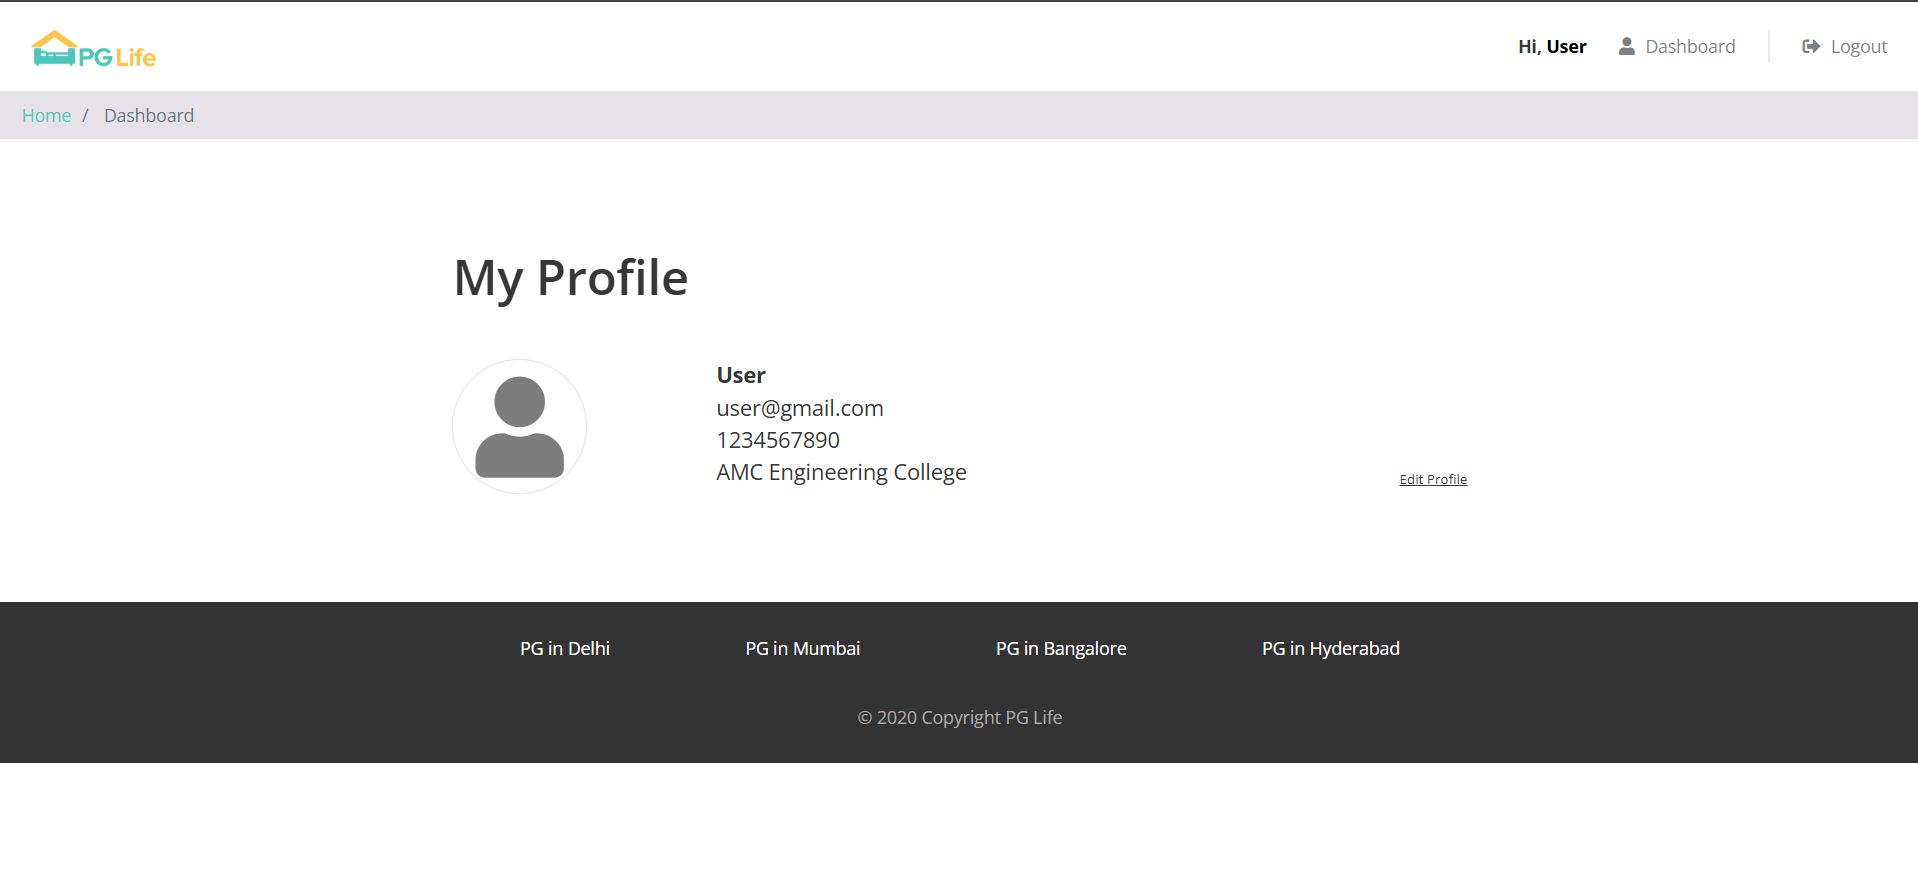 PG Life
Hi, User Dashboard Logout
Home / Dashboard
My Profile
User
user@gmail.com
1234567890
AMC Engineering College
Edit Profile
PG in Delhi PG in Mumbai PG in Bangalore PG in Hyderabad
© 2020 Copyright PG Life